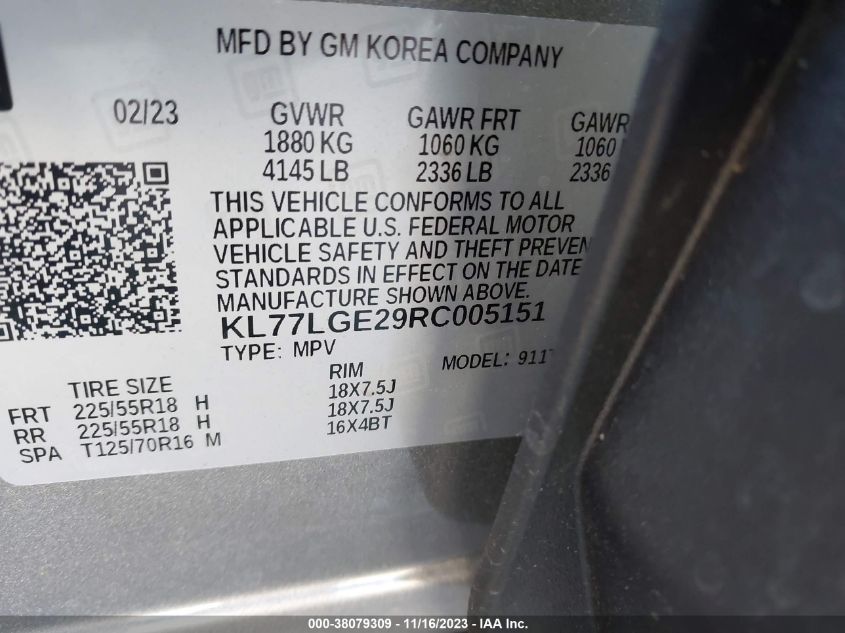 MFD BY GM KOREA COMPANY
02/23 GVWR GAWR FRT GAWR
1880 KG 1060 KG 1060
4145 LB 2336 LB 2336
THIS VEHICLE CONFORMS TO ALL
APPLICABLE U.S. FEDERAL MOTOR
VEHICLE SAFETY AND THEFT PREVEN
STANDARDS IN EFFECT ON THE DATE
MANUFACTURE SHOWN ABOVE.
KL77LGE29RC005151
TYPE: MPV MODEL: 911
TIRE SIZE RIM
FRT 225/55R18 H 18X7.5J
RR 225/55R18 H 18X7.5J
SPA T125/70R16 M 16X4BT
000-38079309 - 11/16/2023 - IAA Inc.